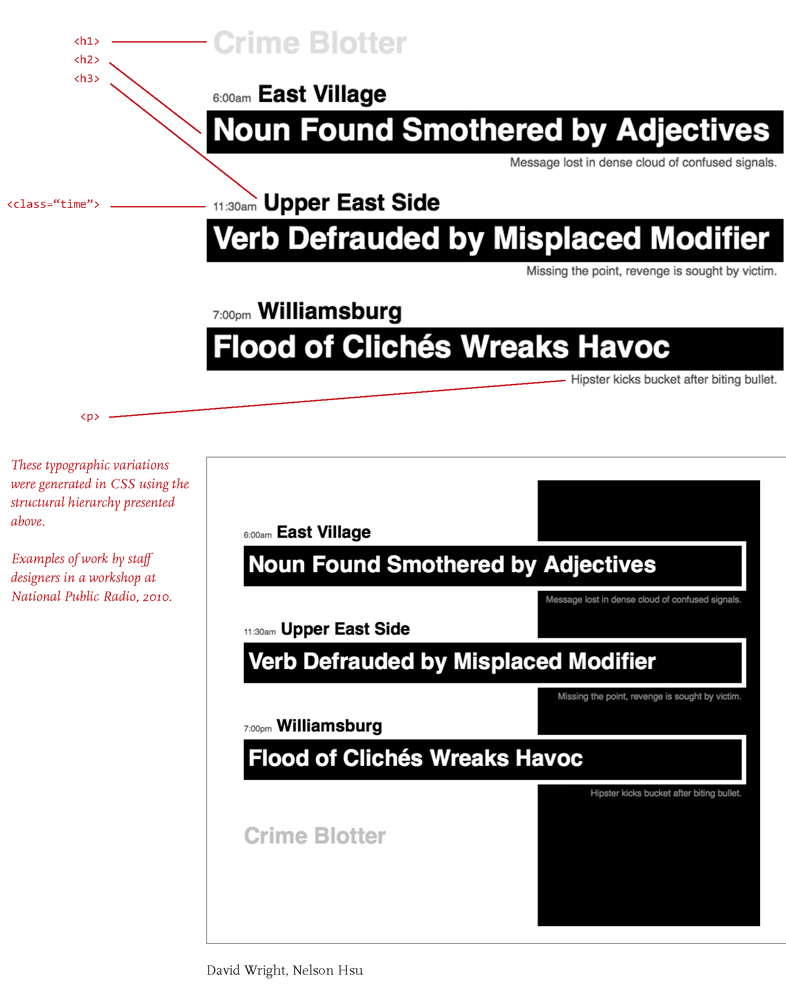 <h1>
Crime Blotter
<h2>
<h3>
6:00am East Village
Noun Found Smothered by Adjectives
Message lost in dense cloud of confused signals.
<class=“time”>
11:30am Upper East Side
Verb Defrauded by Misplaced Modifier
Missing the point, revenge is sought by victim.
7:00pm Williamsburg
Flood of Clichés Wreaks Havoc
Hipster kicks bucket after biting bullet.
<p>
These typographic variations
were generated in CSS using the
structural hierarchy presented
above.
Examples of work by staff
designers in a workshop at
National Public Radio, 2010.
6:00am East Village
Noun Found Smothered by Adjectives
Message lost in dense cloud of confused signals.
11:30am Upper East Side
Verb Defrauded by Misplaced Modifier
Missing the point, revenge is sought by victim.
7:00pm Williamsburg
Flood of Clichés Wreaks Havoc
Hipster kicks bucket after biting bullet.
Crime Blotter
David Wright, Nelson Hsu